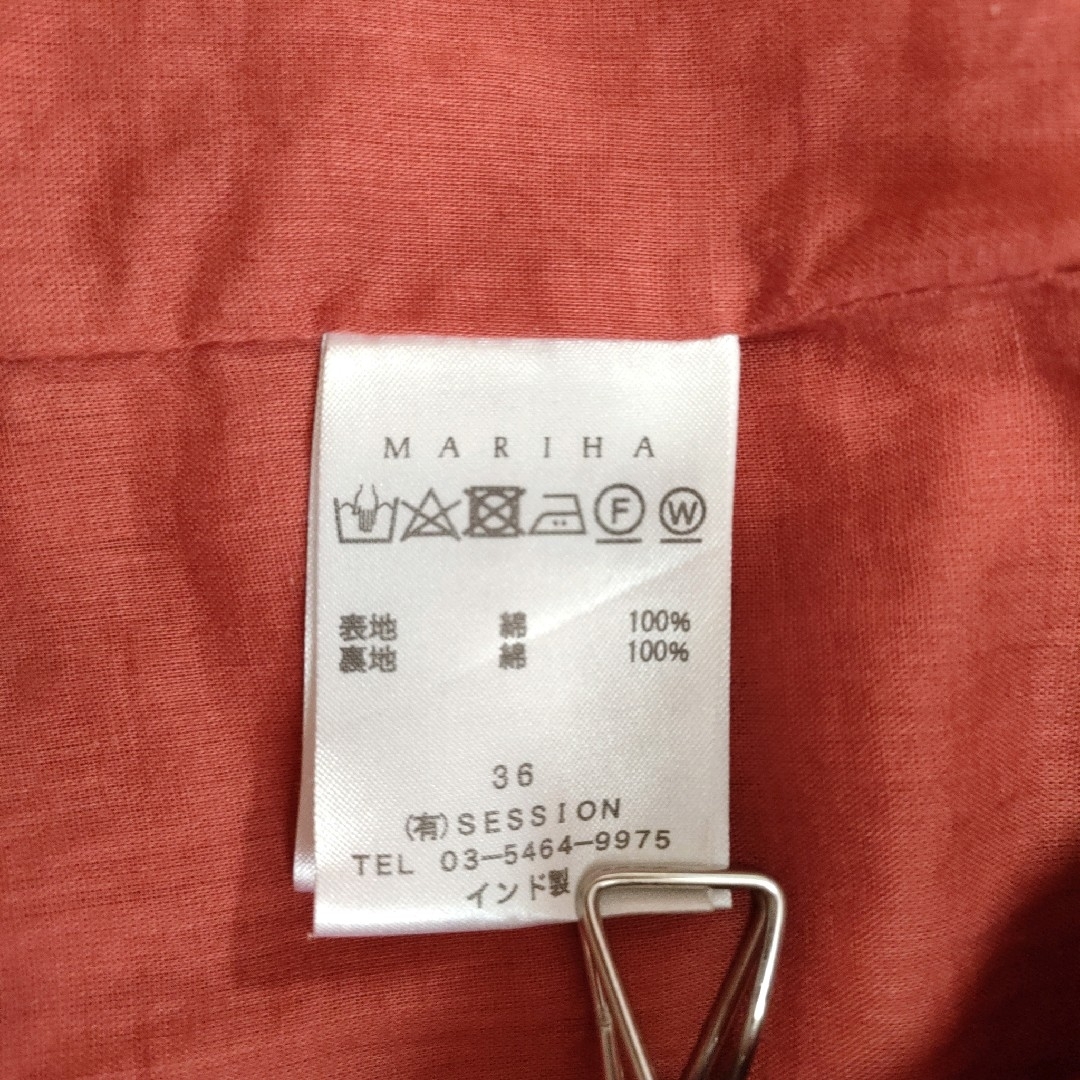 MARIHA
F W
表地 綿 100%
裏地 綿 100%
36
(有)SESSION
TEL 03-5464-9975
インド製